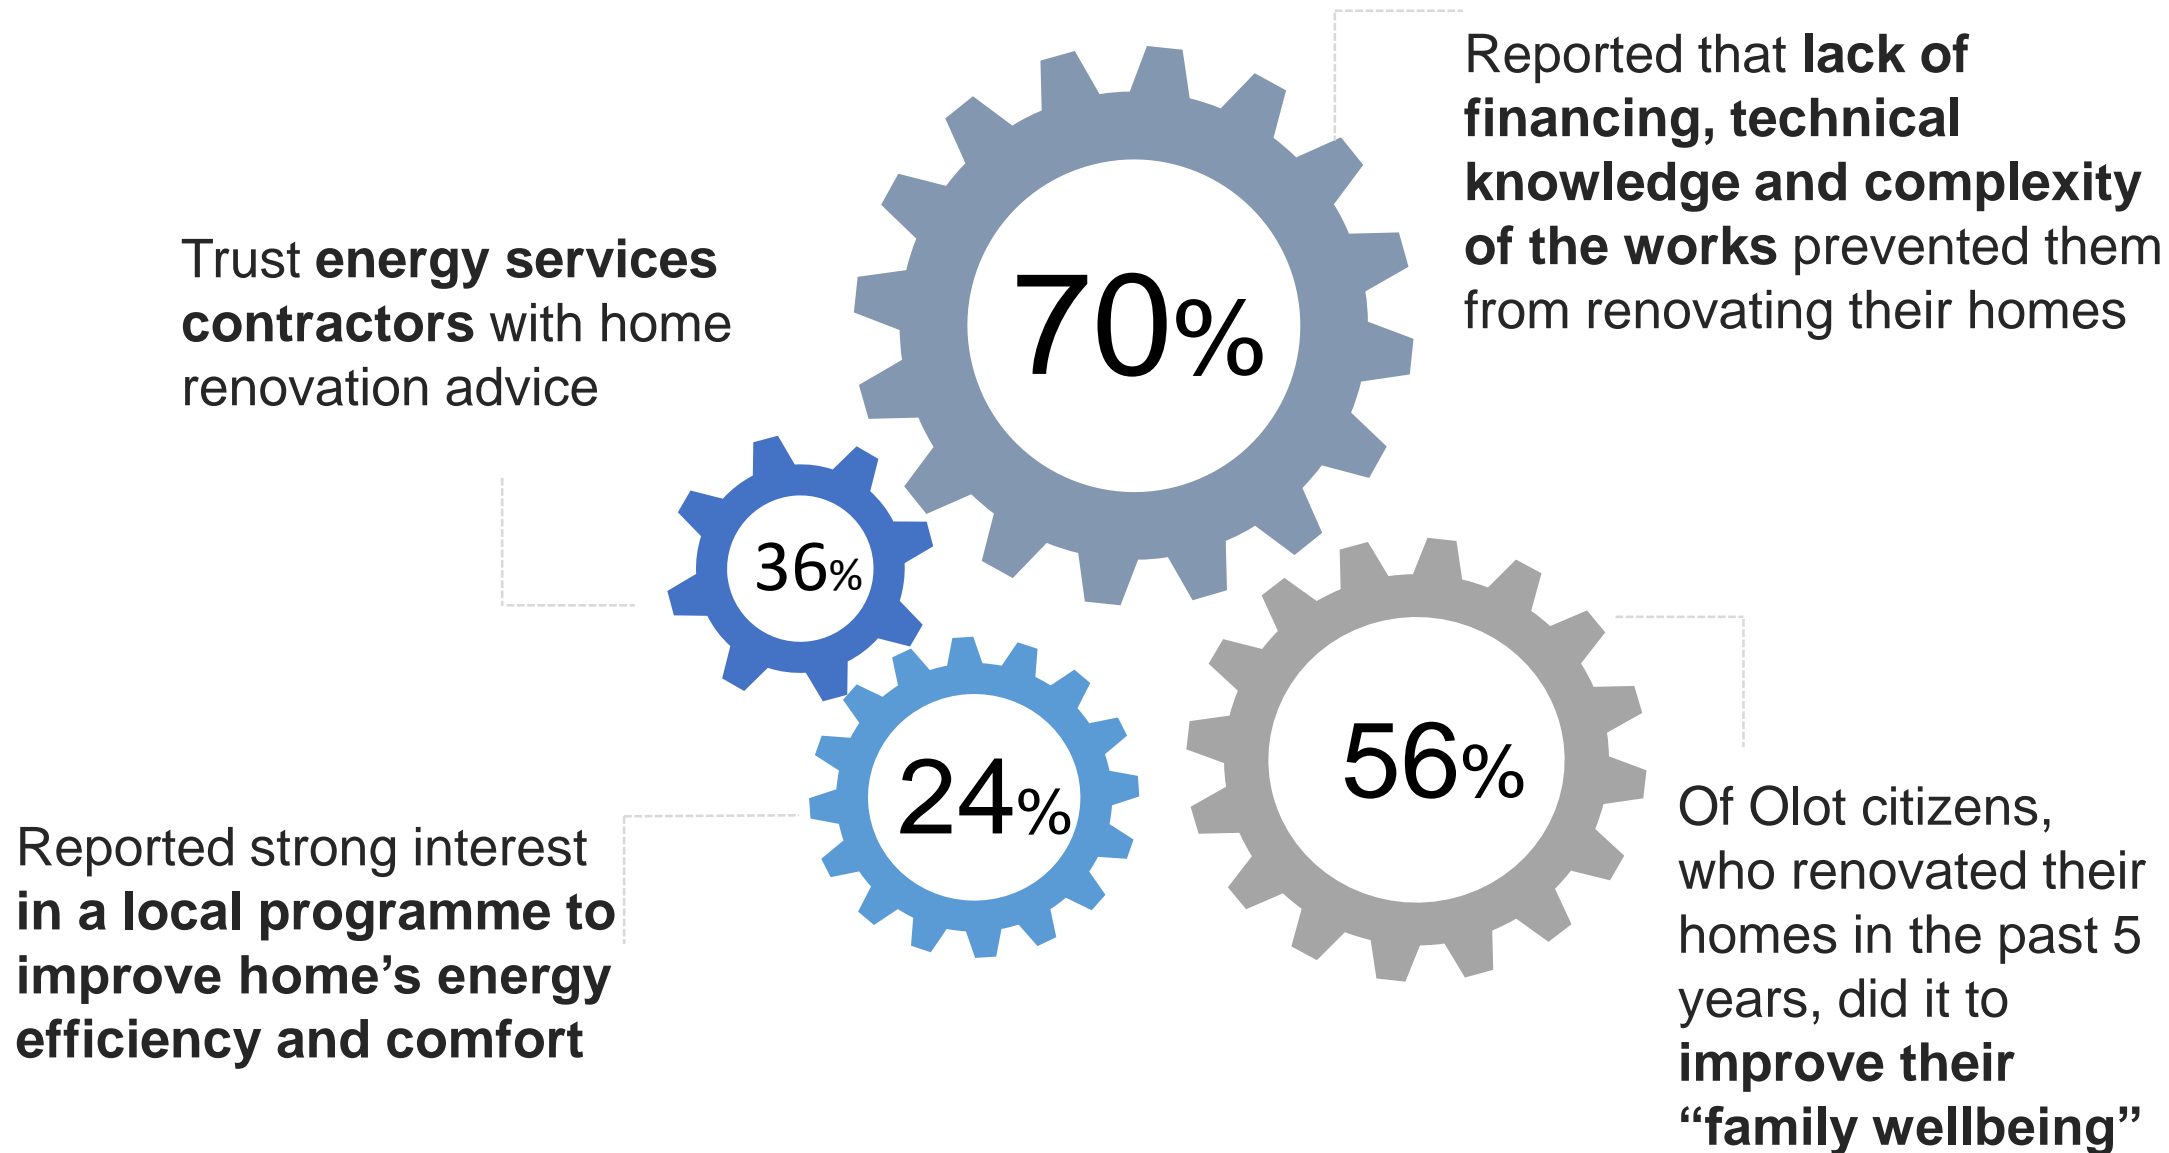 70%
Reported that lack of
financing, technical
knowledge and complexity
of the works prevented them
from renovating their homes
Trust energy services
contractors with home
renovation advice
36%
24%
Reported strong interest
in a local programme to
improve home’s energy
efficiency and comfort
56%
Of Olot citizens,
who renovated their
homes in the past 5
years, did it to
improve their
“family wellbeing”